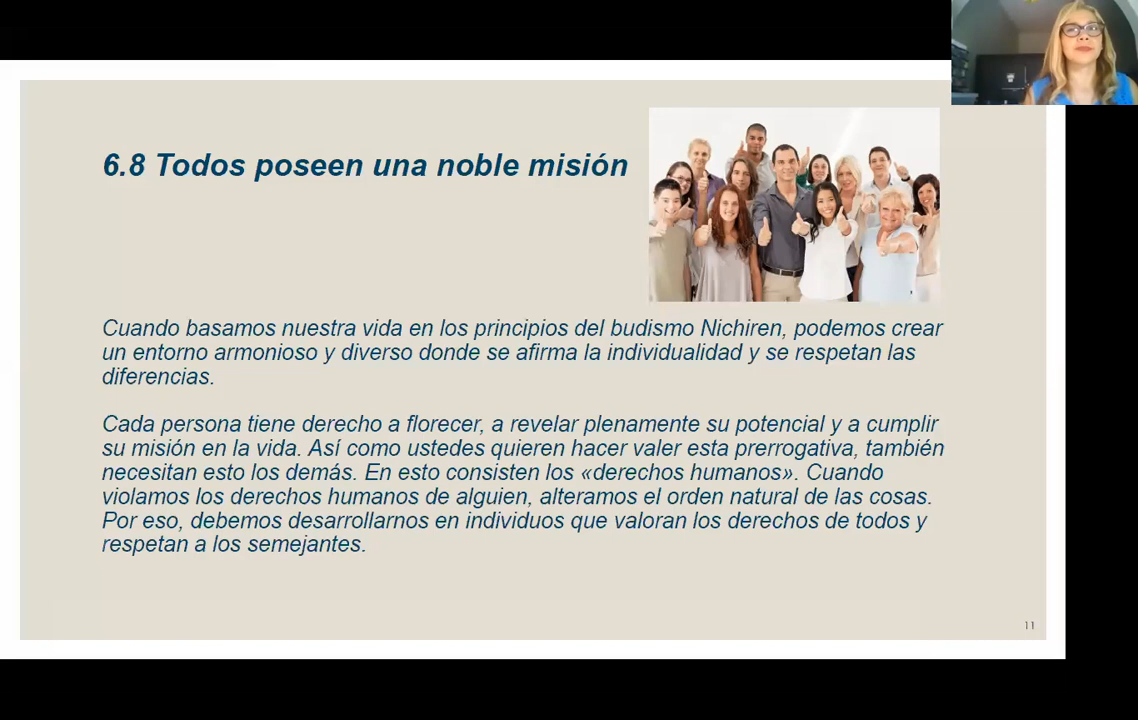 6.8 Todos poseen una noble misión
Cuando basamos nuestra vida en los principios del budismo Nichiren, podemos crear
un entorno armonioso y diverso donde se afirma la individualidad y se respetan las
diferencias.
Cada persona tiene derecho a florecer, a revelar plenamente su potencial y a cumplir
su misión en la vida. Así como ustedes quieren hacer valer esta prerrogativa, también
necesitan esto los demás. En esto consisten los «derechos humanos». Cuando
violamos los derechos humanos de alguien, alteramos el orden natural de las cosas.
Por eso, debemos desarrollarnos en individuos que valoran los derechos de todos y
respetan a los semejantes.
11